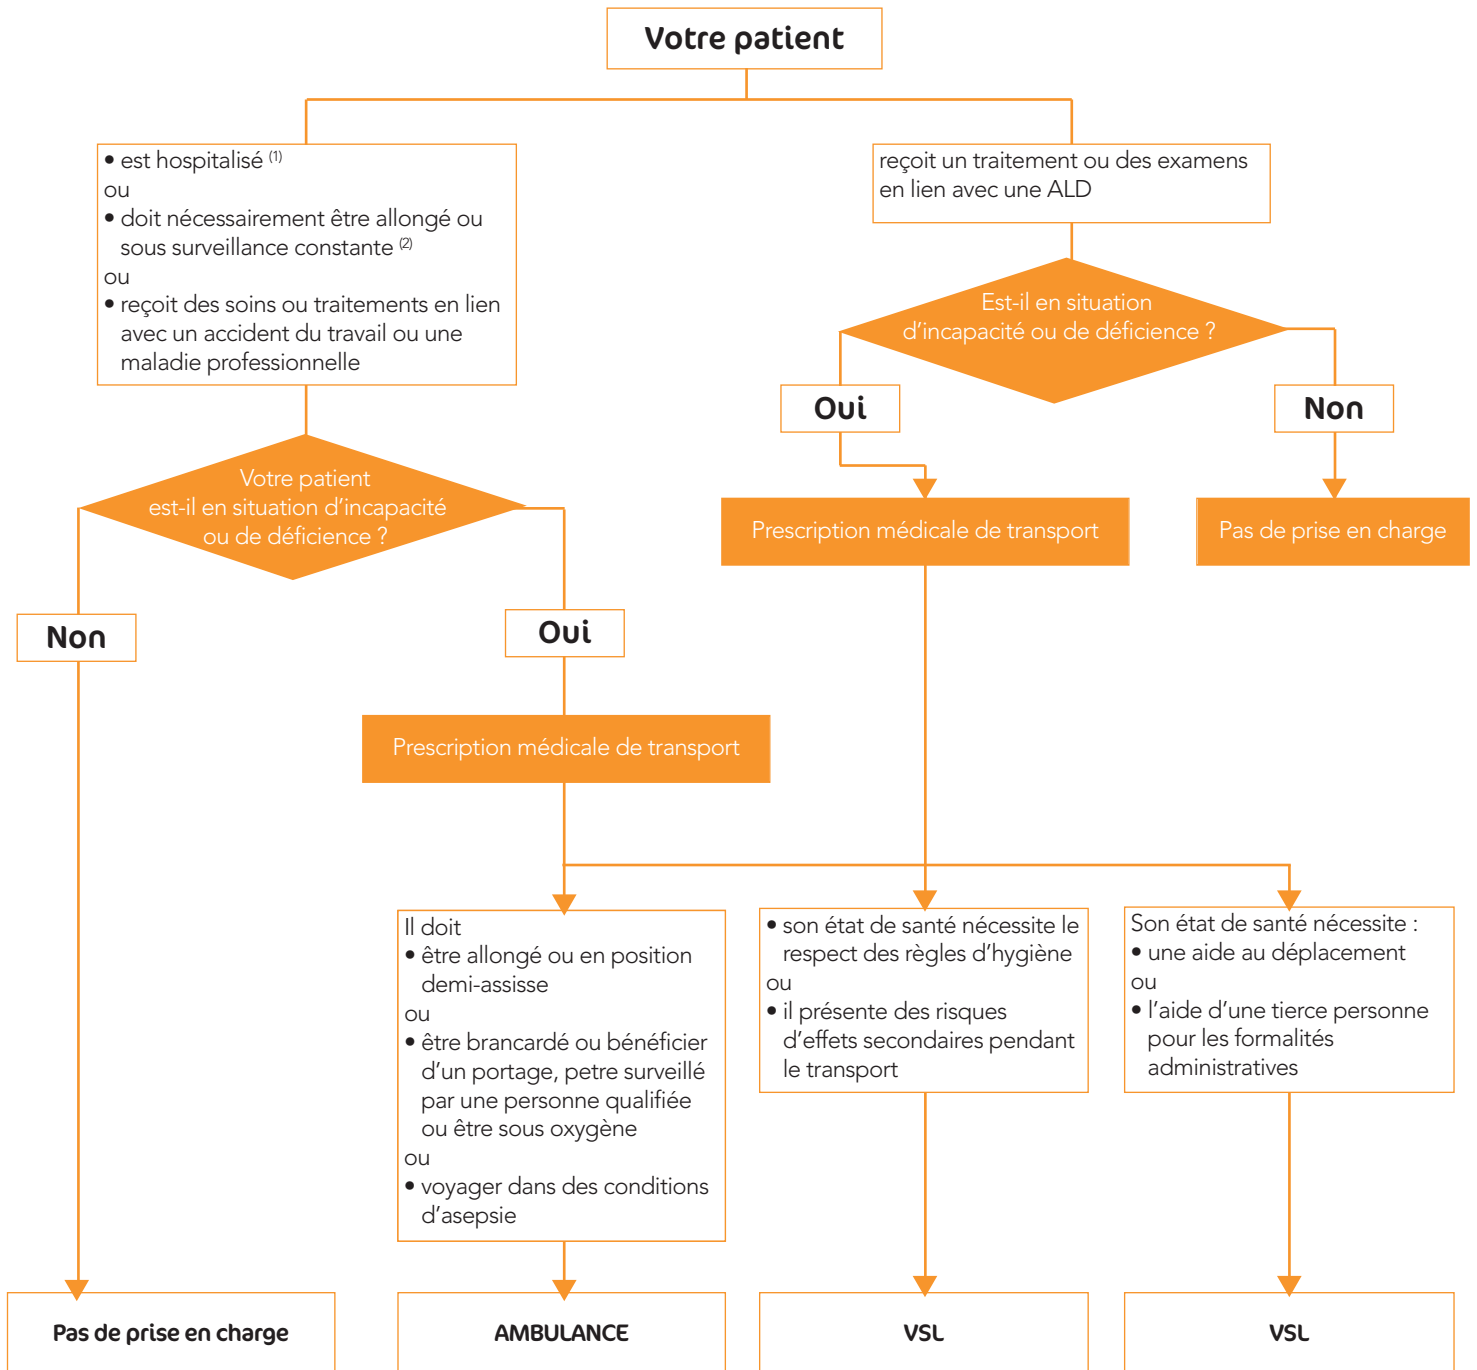 Votre patient
• est hospitalisé (1)
ou
• doit nécessairement être allongé ou
sous surveillance constante (2)
ou
• reçoit des soins ou traitements en lien
avec un accident du travail ou une
maladie professionnelle
reçoit un traitement ou des examens
en lien avec une ALD
Est-il en situation
d'incapacité ou de déficience ?
Oui
Non
Votre patient
est-il en situation d'incapacité
ou de déficience ?
Prescription médicale de transport
Pas de prise en charge
Non
Oui
Prescription médicale de transport
Il doit
• être allongé ou en position
demi-assisse
ou
• être brancardé ou bénéficier
d'un portage, petre surveillé
par une personne qualifiée
ou être sous oxygène
ou
• voyager dans des conditions
d'asepsie
• son état de santé nécessite le
respect des règles d'hygiène
ou
• il présente des risques
d'effets secondaires pendant
le transport
Son état de santé nécessite :
• une aide au déplacement
ou
• l'aide d'une tierce personne
pour les formalités
administratives
Pas de prise en charge
AMBULANCE
VSL
VSL